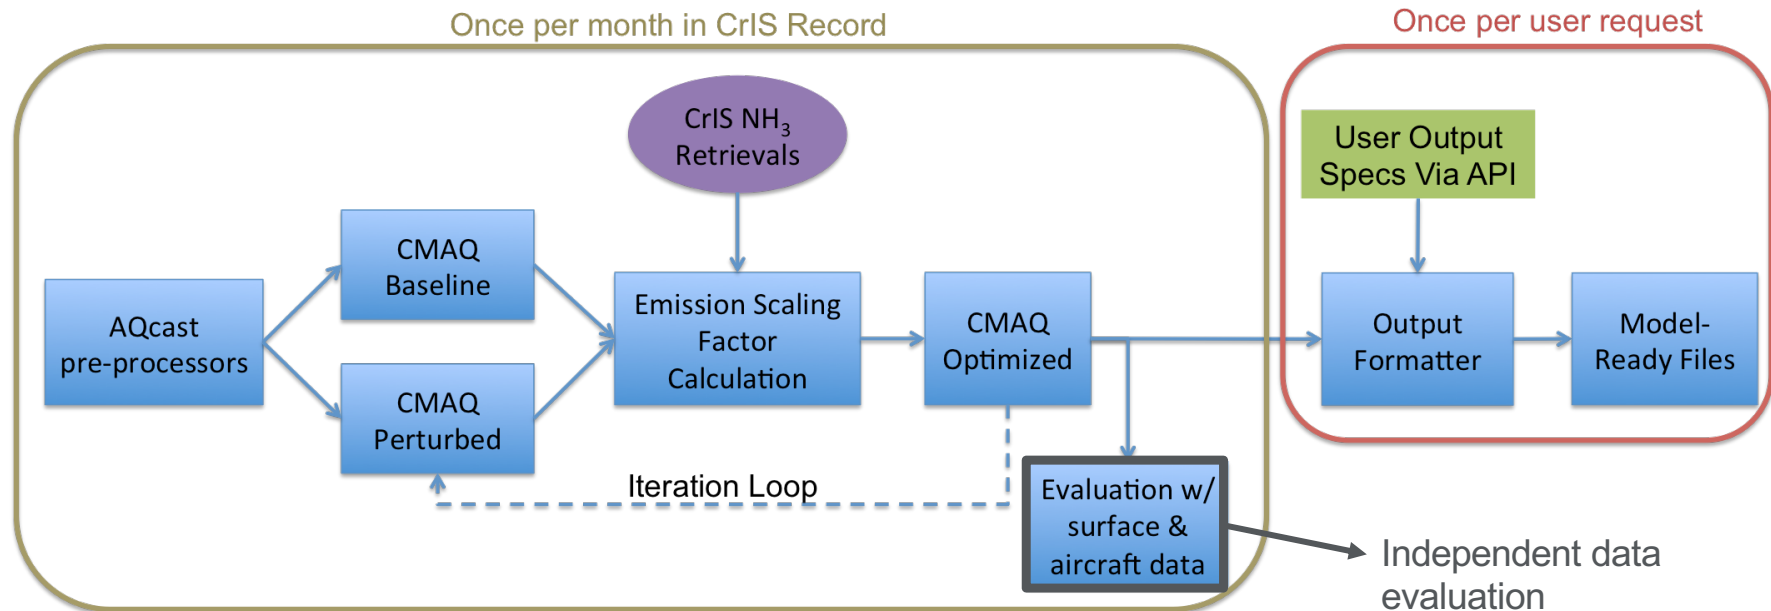 Once per month in CrIS Record
Once per user request
CrIS NH₃
Retrievals
User Output
Specs Via API
AQcast
pre-processors
CMAQ
Baseline
CMAQ
Perturbed
Emission Scaling
Factor
Calculation
CMAQ
Optimized
Output
Formatter
Model-
Ready Files
Iteration Loop
Evaluation w/
surface &
aircraft data
Independent data
evaluation